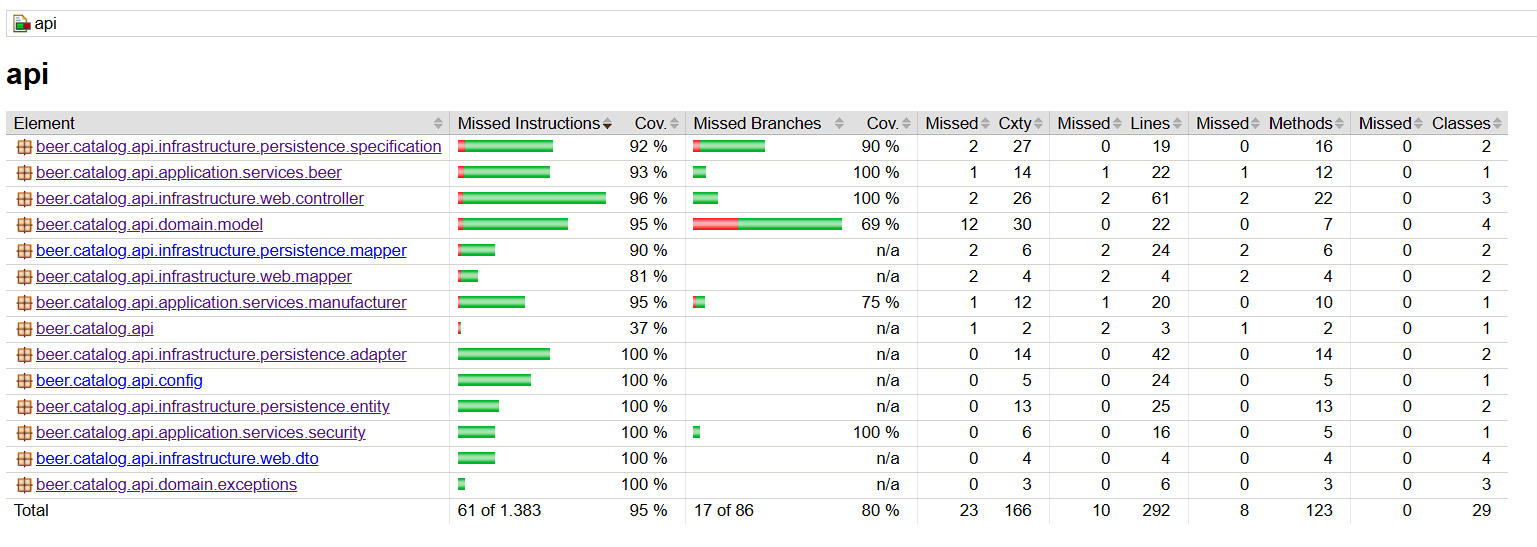 api
api
Element Missed Instructions Cov. Missed Branches Cov. Missed Cxty Missed Lines Missed Methods Missed Classes
beer.catalog.api.infrastructure.persistence.specification 92 % 90 % 2 27 0 19 0 16 0 2
beer.catalog.api.application.services.beer 93 % 100 % 1 14 1 22 1 12 0 1
beer.catalog.api.infrastructure.web.controller 96 % 100 % 2 26 2 61 2 22 0 3
beer.catalog.api.domain.model 95 % 69 % 12 30 0 22 0 7 0 4
beer.catalog.api.infrastructure.persistence.mapper 90 % n/a 2 6 2 24 2 6 0 2
beer.catalog.api.infrastructure.web.mapper 81 % n/a 2 4 2 4 2 4 0 2
beer.catalog.api.application.services.manufacturer 95 % 75 % 1 12 1 20 0 10 0 1
beer.catalog.api 37 % n/a 1 2 2 3 1 2 0 1
beer.catalog.api.infrastructure.persistence.adapter 100 % n/a 0 14 0 42 0 14 0 2
beer.catalog.api.config 100 % n/a 0 5 0 24 0 5 0 1
beer.catalog.api.infrastructure.persistence.entity 100 % n/a 0 13 0 25 0 13 0 2
beer.catalog.api.application.services.security 100 % 100 % 0 6 0 16 0 5 0 1
beer.catalog.api.infrastructure.web.dto 100 % n/a 0 4 0 4 0 4 0 4
beer.catalog.api.domain.exceptions 100 % n/a 0 3 0 6 0 3 0 3
Total 61 of 1.383 95 % 17 of 86 80 % 23 166 10 292 8 123 0 29